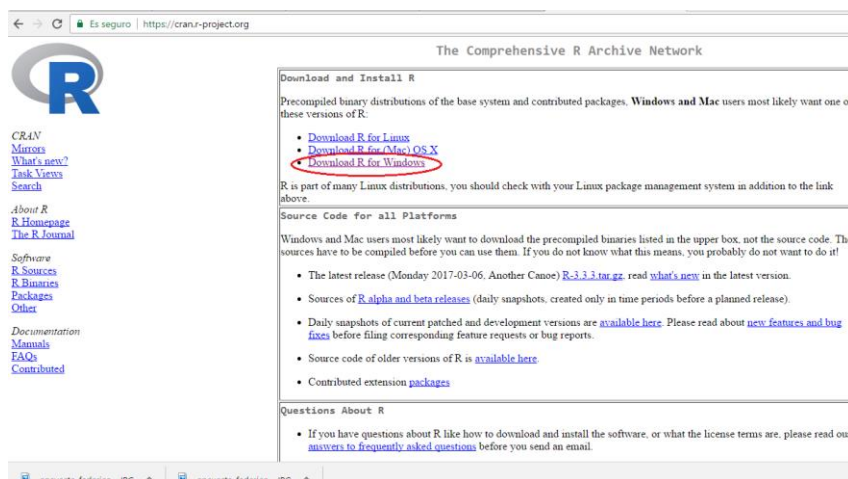 Es seguro | https://cran.r-project.org
The Comprehensive R Archive Network
R
CRAN
Mirrors
What's new?
Task Views
Search
About R
R Homepage
The R Journal
Software
R Sources
R Binaries
Packages
Other
Documentation
Manuals
FAQs
Contributed
Download and Install R
Precompiled binary distributions of the base system and contributed packages, Windows and Mac users most likely want one o
these versions of R:
• Download R for Linux
• Download R for (Mac) OS X
• Download R for Windows
R is part of many Linux distributions, you should check with your Linux package management system in addition to the link
above.
Source Code for all Platforms
Windows and Mac users most likely want to download the precompiled binaries listed in the upper box, not the source code. Th
sources have to be compiled before you can use them. If you do not know what this means, you probably do not want to do it!
• The latest release (Monday 2017-03-06, Another Canoe) R-3.3.3.tar.gz, read what's new in the latest version.
• Sources of R alpha and beta releases (daily snapshots, created only in time periods before a planned release).
• Daily snapshots of current patched and development versions are available here. Please read about new features and bug
fixes before filing corresponding feature requests or bug reports.
• Source code of older versions of R is available here.
• Contributed extension packages
Questions About R
• If you have questions about R like how to download and install the software, or what the license terms are, please read ou
answers to frequently asked questions before you send an email.